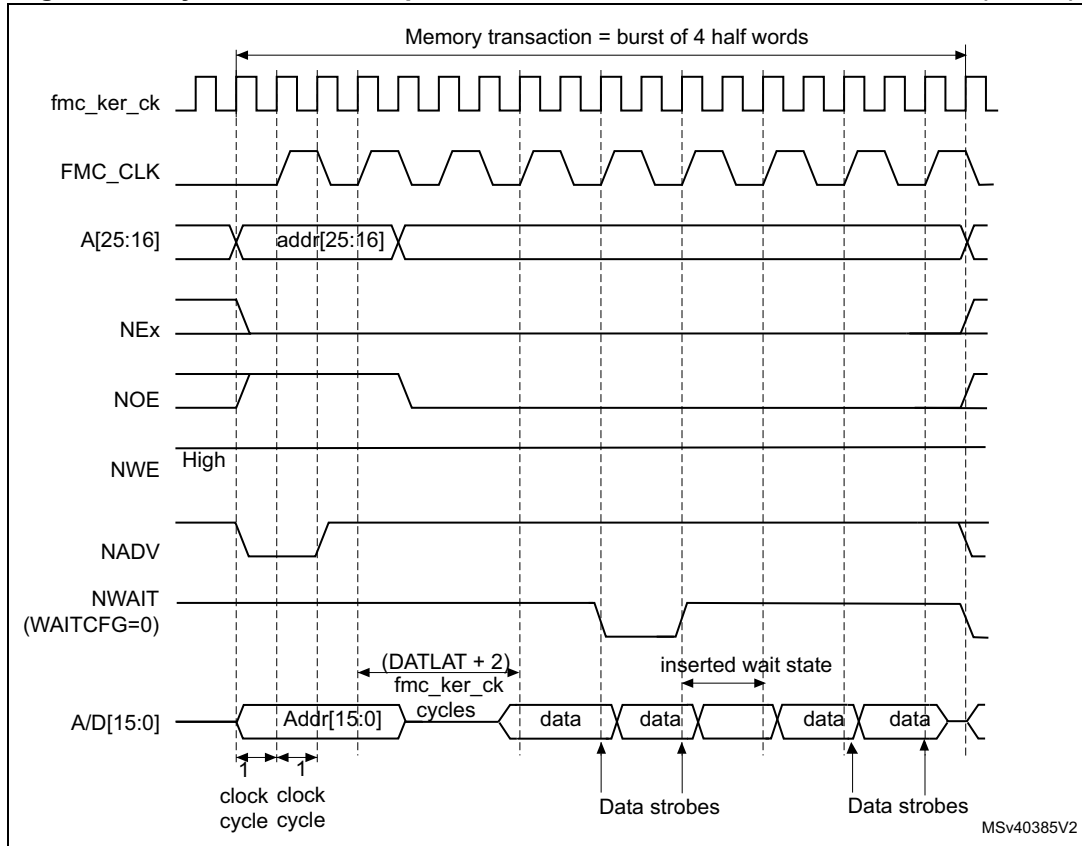 Memory transaction = burst of 4 half words
fmc_ker_ck
FMC_CLK
A[25:16]
addr[25:16]
NEx
NOE
High
NWE
NADV
NWAIT
(WAITCFG=0)
(DATLAT + 2)
fmc_ker_ck
cycles
inserted wait state
A/D[15:0]
Addr[15:0]
data
data
data
data
1
1
clock
clock
cycle
cycle
Data strobes
Data strobes
MSv40385V2